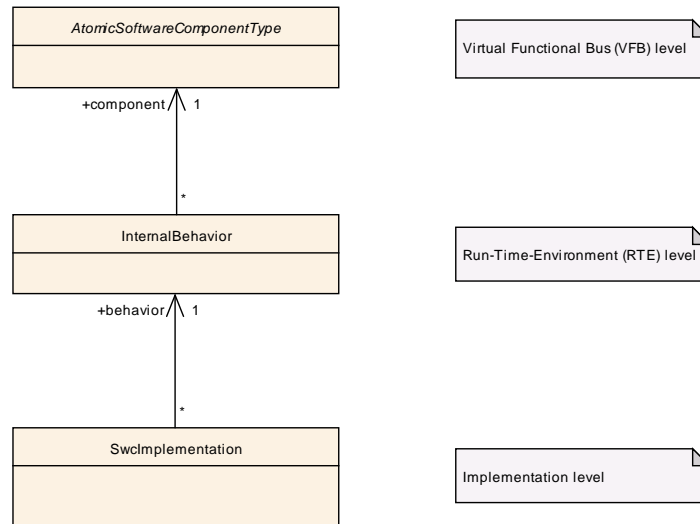 AtomicSoftwareComponentType
Virtual Functional Bus (VFB) level
+component 1
*
InternalBehavior
Run-Time-Environment (RTE) level
+behavior 1
*
SwcImplementation
Implementation level